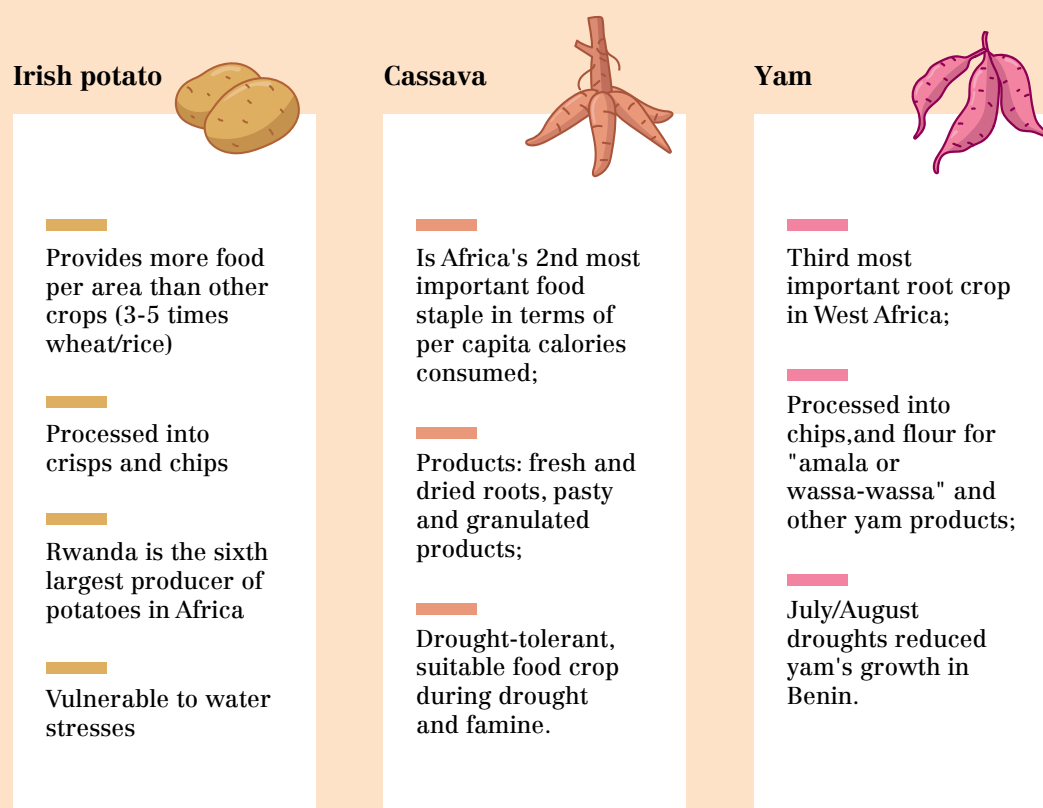 Irish potato
Provides more food
per area than other
crops (3-5 times
wheat/rice)
Processed into
crisps and chips
Rwanda is the sixth
largest producer of
potatoes in Africa
Vulnerable to water
stresses
Cassava
Is Africa's 2nd most
important food
staple in terms of
per capita calories
consumed;
Products: fresh and
dried roots, pasty
and granulated
products;
Drought-tolerant,
suitable food crop
during drought
and famine.
Yam
Third most
important root crop
in West Africa;
Processed into
chips,and flour for
"amala or
wassa-wassa" and
other yam products;
July/August
droughts reduced
yam's growth in
Benin.